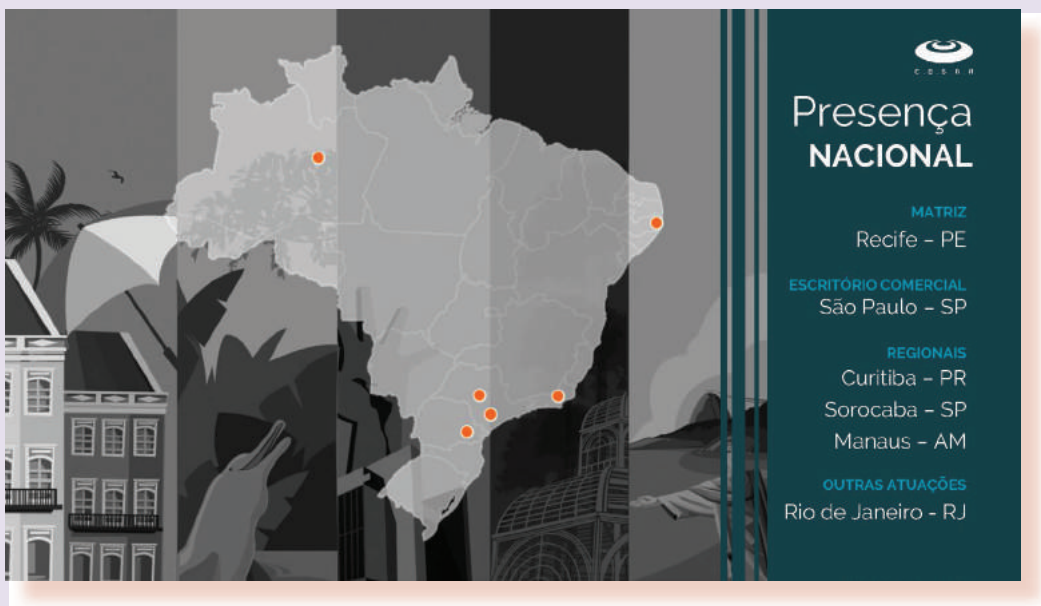 cesar
Presença
NACIONAL
MATRIZ
Recife – PE
ESCRITÓRIO COMERCIAL
São Paulo – SP
REGIONAIS
Curitiba – PR
Sorocaba – SP
Manaus – AM
OUTRAS ATUAÇÕES
Rio de Janeiro - RJ